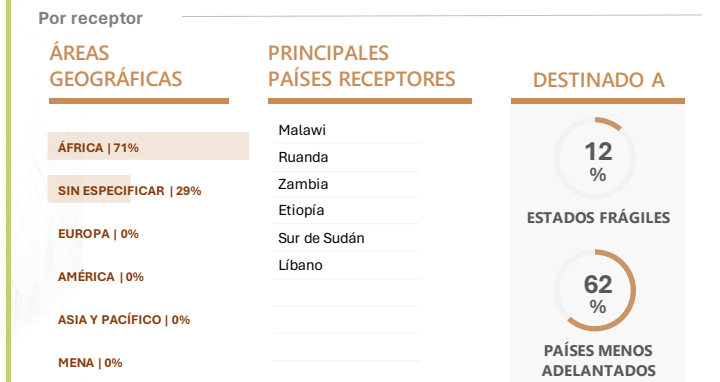 Por receptor
ÁREAS
GEOGRÁFICAS
ÁFRICA | 71%
SIN ESPECIFICAR | 29%
EUROPA | 0%
AMÉRICA | 0%
ASIA Y PACÍFICO | 0%
MENA | 0%
PRINCIPALES
PAÍSES RECEPTORES
Malawi
Ruanda
Zambia
Etiopía
Sur de Sudán
Líbano
DESTINADO A
12
%
ESTADOS FRÁGILES
62
%
PAÍSES MENOS
ADELANTADOS